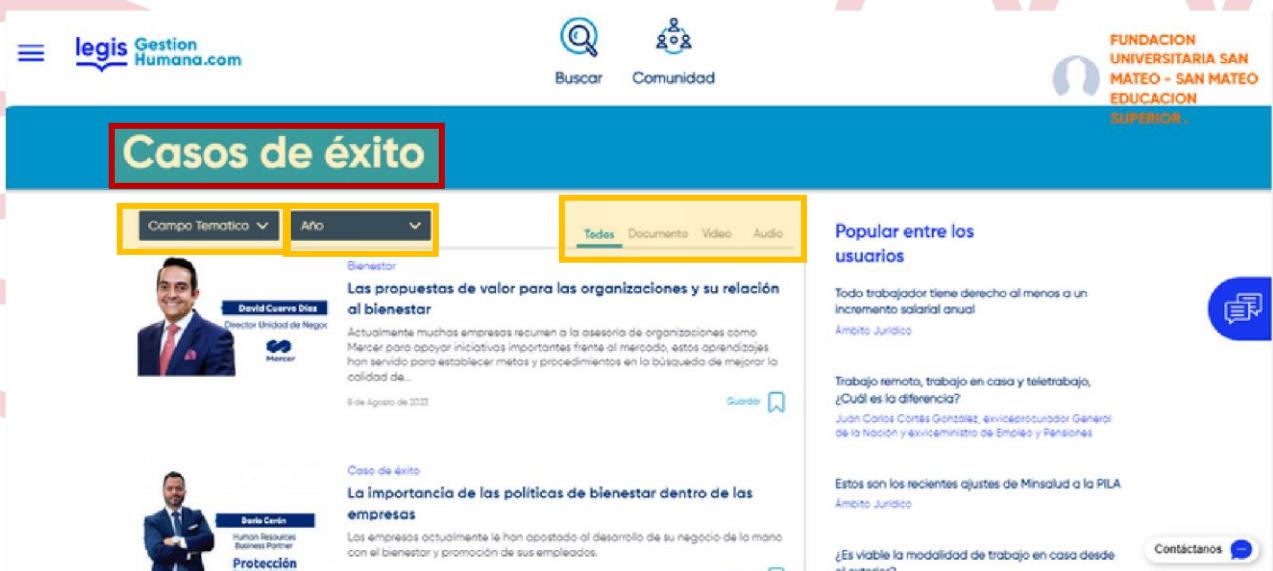 legis Gestion
Humana.com
Buscar
Comunidad
FUNDACION
UNIVERSITARIA SAN
MATEO - SAN MATEO
EDUCACION
SUPERIOR .
Casos de éxito
Campo Tematico
Año
Todos Documento Video Audio
Bienestar
Las propuestas de valor para las organizaciones y su relación
al bienestar
Actualmente muchas empresas recurren a la asesoría de organizaciones como
Mercer para apoyar iniciativas importantes frente al mercado, estos aprendizajes
han servido para establecer metas y procedimientos en la búsqueda de mejorar la
calidad de...
8 de Agosto de 2023
Guardar
David Cuervo Díaz
Director Unidad de Negoc
Mercer
Caso de éxito
La importancia de las políticas de bienestar dentro de las
empresas
Las empresas actualmente le han apostado al desarrollo de su negocio de la mano
con el bienestar y promoción de sus empleados.
Dario Cerón
Human Resources
Business Partner
Protección
Popular entre los
usuarios
Todo trabajador tiene derecho al menos a un
incremento salarial anual
Ámbito Jurídico
Trabajo remoto, trabajo en casa y teletrabajo,
¿Cuál es la diferencia?
Juan Carlos Cortés González, exviceprocurador General
de la Nación y exviceministro de Empleo y Pensiones
Estos son los recientes ajustes de Minsalud a la PILA
Ámbito Jurídico
¿Es viable la modalidad de trabajo en casa desde
el exterior?
Contáctanos